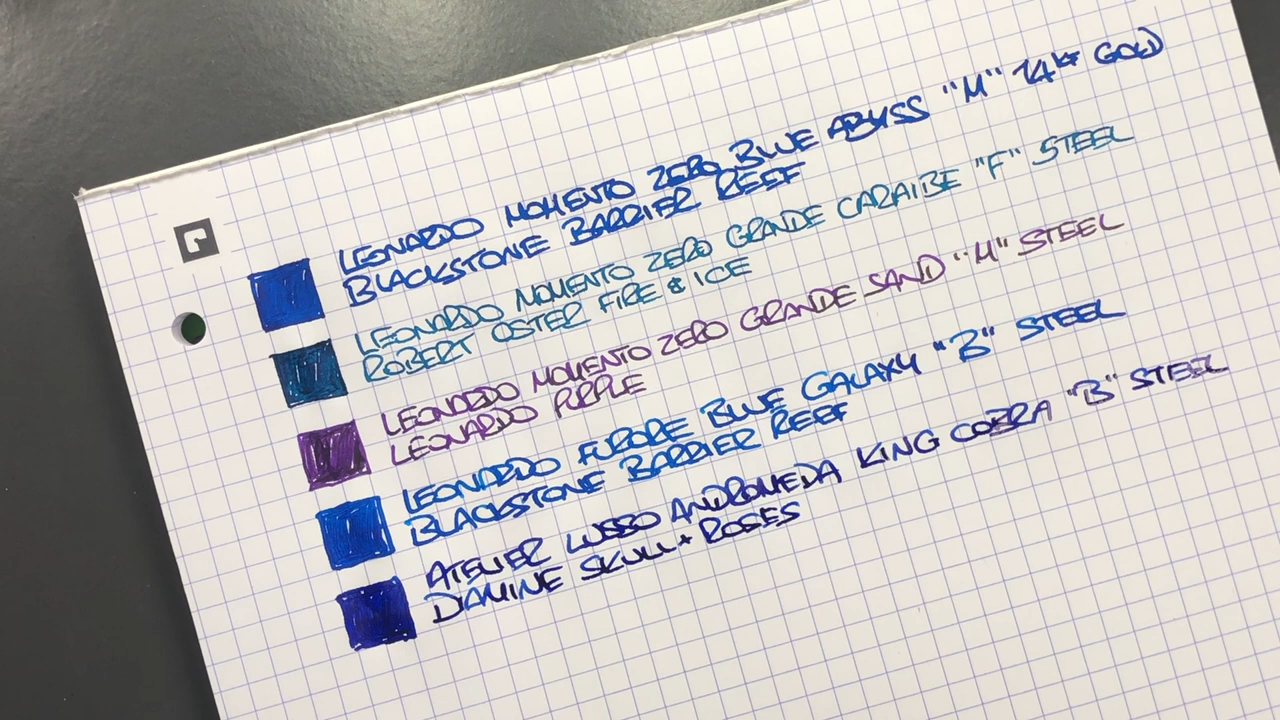 LEONARDO MOMENTO ZERO BLUE ABYSS "M" 14kt GOLD
BLACKSTONE BARRIER REEF
LEONARDO MOMENTO ZERO GRANDE CARAIBE "F" STEEL
ROBERT OSTER FIRE & ICE
LEONARDO MOMENTO ZERO GRANDE SAND "M" STEEL
LEONARDO PURPLE
LEONARDO FURORE BLUE GALAXY "B" STEEL
BLACKSTONE BARRIER REEF
ATELIER LUSSO ANDROMEDA KING COBRA "B" STEEL
DIAMINE SKULL + ROSES